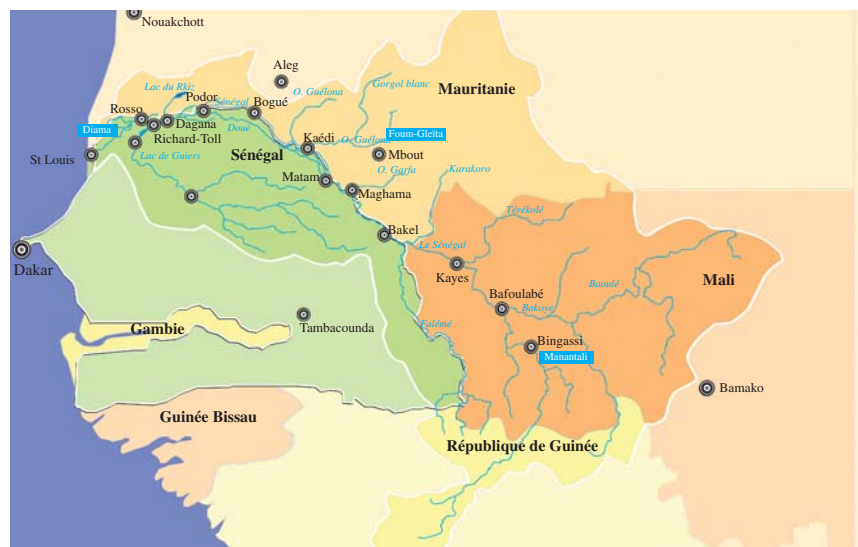 Nouakchott
Aleg
Lac du Rkiz
O. Guélona
Gorgol blanc
Mauritanie
Podor
Sénégal
Bogué
Rosso
Diama
Dagana
Doué
Richard-Toll
Kaédi
O. Guélona
Foum-Gleïta
St Louis
Lac de Guiers
Sénégal
Mbout
O. Garfa
Karakoro
Matam
Maghama
Térékolé
Bakel
Le Sénégal
Dakar
Kayes
Mali
Baoulé
Bafoulabé
Bakoye
Gambie
Tambacounda
Falémé
Bingassi
Manantali
Bamako
Guinée Bissau
République de Guinée